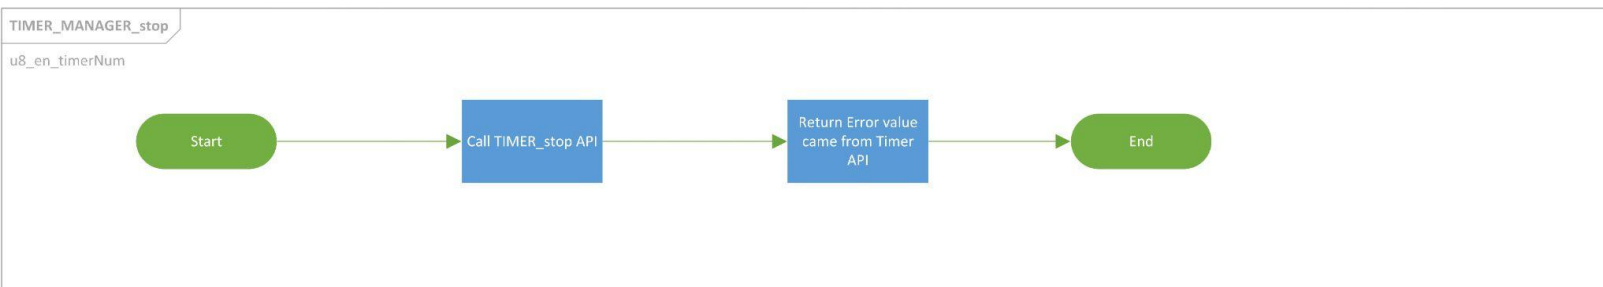 TIMER_MANAGER_stop
u8_en_timerNum
Start
Call TIMER_stop API
Return Error value
came from Timer
API
End